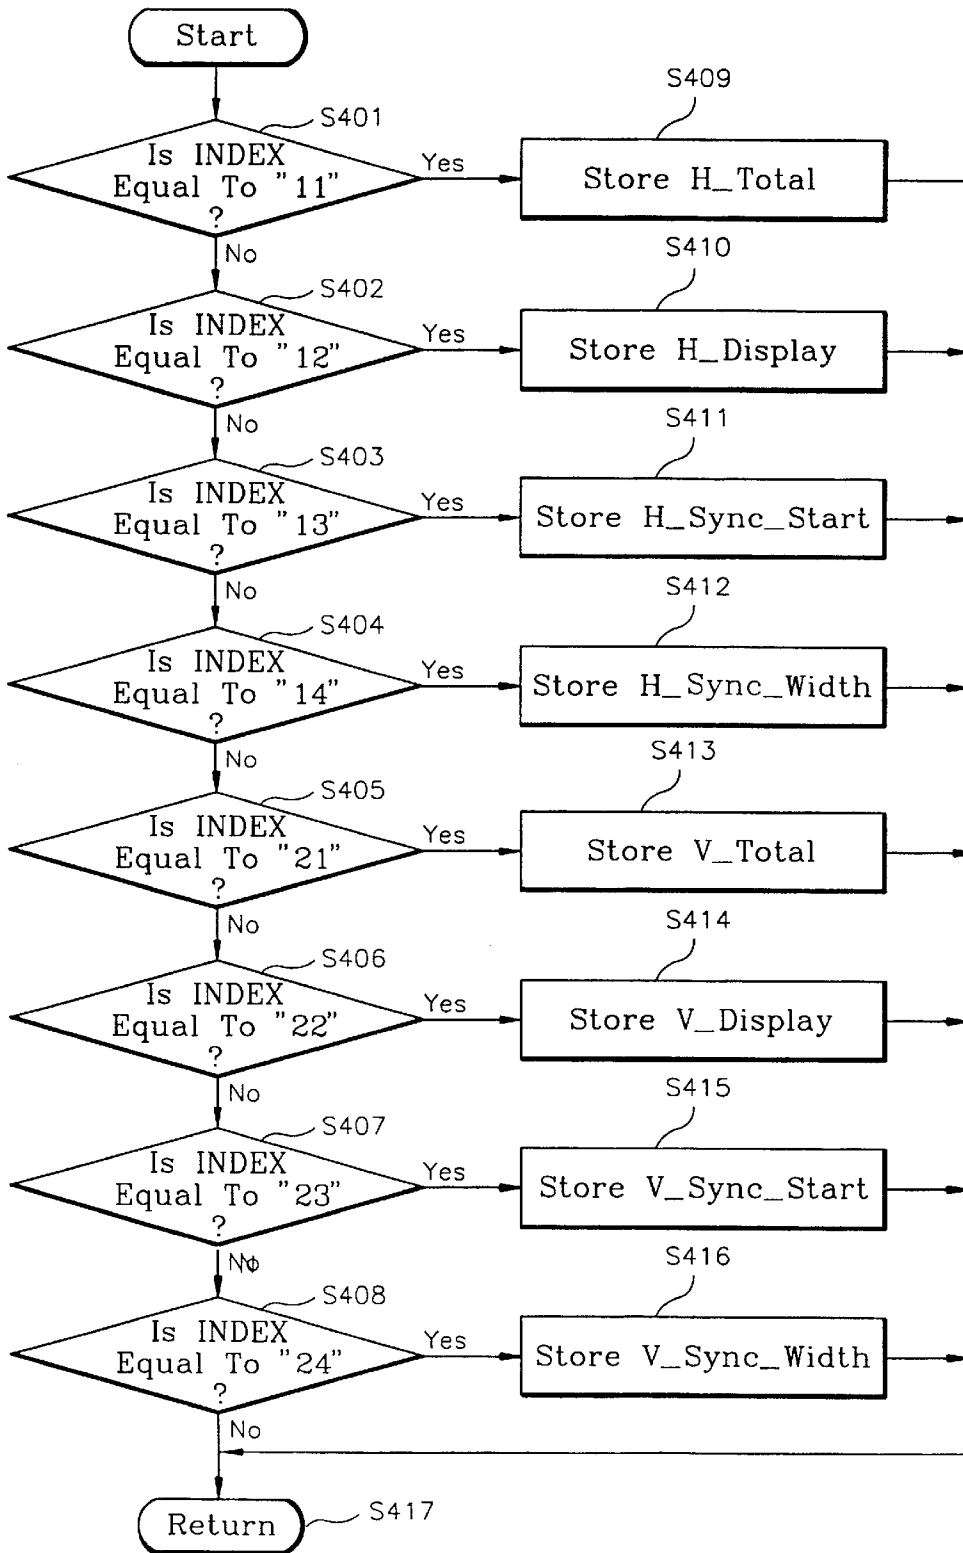 Start
S401
S409
Is INDEX
Equal To "11"
?
Yes
Store H_Total
No
S402
S410
Is INDEX
Equal To "12"
?
Yes
Store H_Display
No
S403
S411
Is INDEX
Equal To "13"
?
Yes
Store H_Sync_Start
No
S404
S412
Is INDEX
Equal To "14"
?
Yes
Store H_Sync_Width
No
S405
S413
Is INDEX
Equal To "21"
?
Yes
Store V_Total
No
S406
S414
Is INDEX
Equal To "22"
?
Yes
Store V_Display
No
S407
S415
Is INDEX
Equal To "23"
?
Yes
Store V_Sync_Start
No
S408
S416
Is INDEX
Equal To "24"
?
Yes
Store V_Sync_Width
No
Return
S417